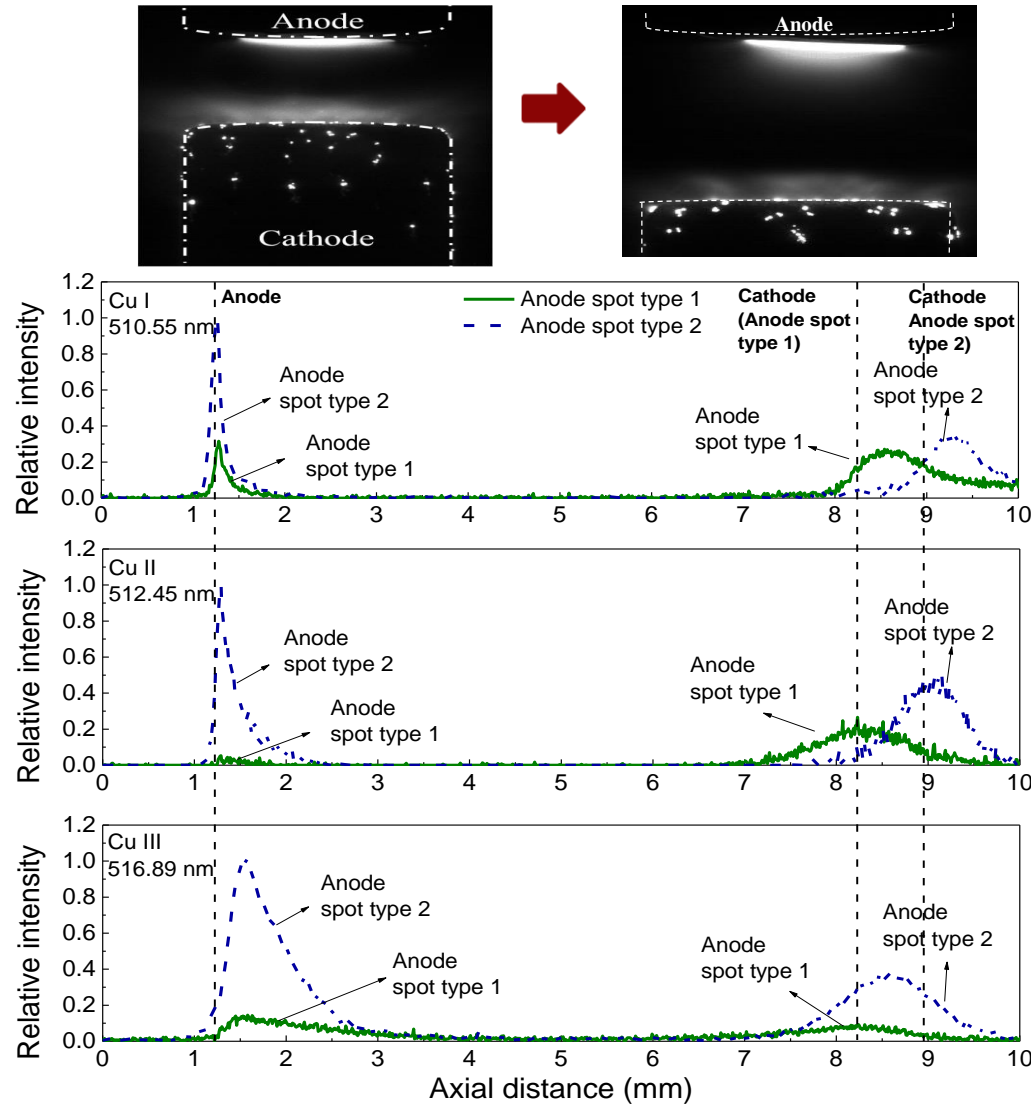 Anode
Anode
Cathode
Relative intensity
1.2
1.0
0.8
0.6
0.4
0.2
0.0
Cu I
510.55 nm
Anode
Anode spot type 1
Anode spot type 2
Cathode
(Anode spot
type 1)
Cathode
Anode spot
type 2)
Anode
spot type 2
Anode
spot type 1
Anode
spot type 1
Anode
spot type 2
0 1 2 3 4 5 6 7 8 9 10
Relative intensity
1.2
1.0
0.8
0.6
0.4
0.2
0.0
Cu II
512.45 nm
Anode
spot type 2
Anode
spot type 1
Anode
spot type 1
Anode
spot type 2
0 1 2 3 4 5 6 7 8 9 10
Relative intensity
1.2
1.0
0.8
0.6
0.4
0.2
0.0
Cu III
516.89 nm
Anode
spot type 2
Anode
spot type 1
Anode
spot type 1
Anode
spot type 2
0 1 2 3 4 5 6 7 8 9 10
Axial distance (mm)